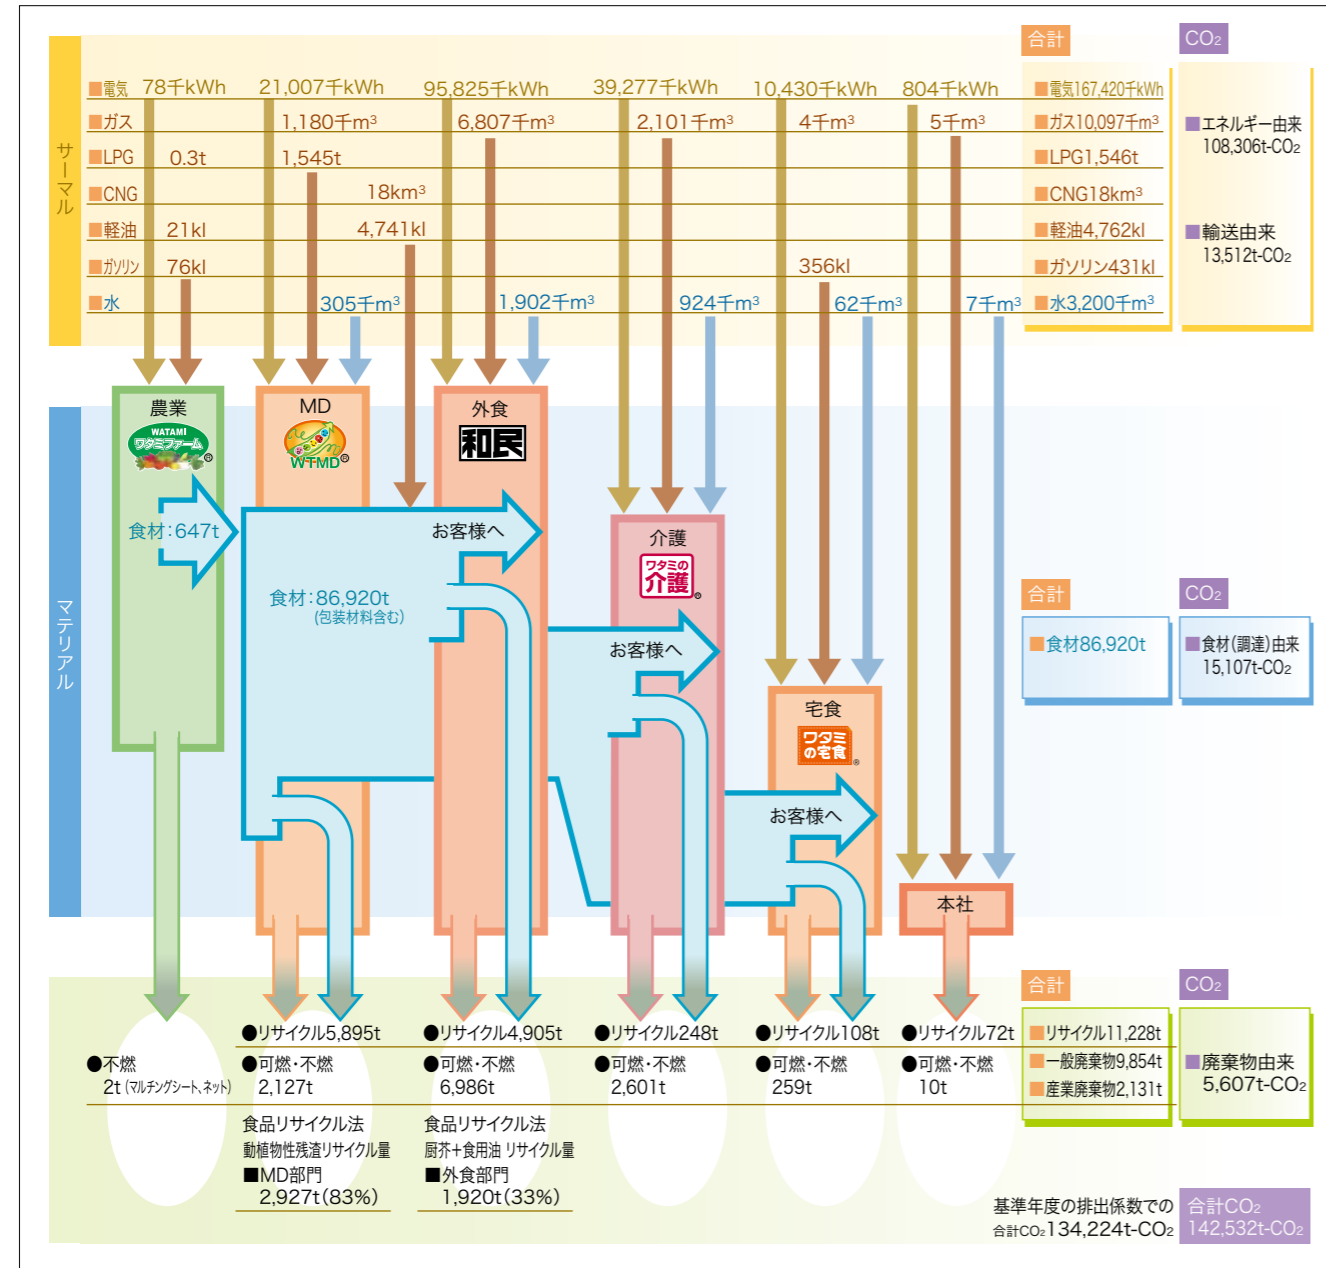 合計
CO₂
サーマル
■電気 78千kWh 21,007千kWh 95,825千kWh 39,277千kWh 10,430千kWh 804千kWh ■電気167,420千kWh
■ガス 1,180千m³ 6,807千m³ 2,101千m³ 4千m³ 5千m³ ■ガス10,097千m³
■エネルギー由来
108,306t-CO₂
■LPG 0.3t 1,545t ■LPG1,546t
■CNG 18km³ ■CNG18km³
■軽油 21kl 4,741kl ■軽油4,762kl
■輸送由来
13,512t-CO₂
■ガソリン 76kl 356kl ■ガソリン431kl
■水 305千m³ 1,902千m³ 924千m³ 62千m³ 7千m³ ■水3,200千m³
マテリアル
農業
WATAMI
ワタミファーム®
MD
WTMD®
外食
和民
食材:647t
お客様へ
食材:86,920t
(包装材料含む)
介護
ワタミの
介護®
お客様へ
合計
CO₂
■食材86,920t
■食材(調達)由来
15,107t-CO₂
宅食
ワタミ
の宅食®
お客様へ
本社
合計
CO₂
●リサイクル5,895t ●リサイクル4,905t ●リサイクル248t ●リサイクル108t ●リサイクル72t ■リサイクル11,228t
●不燃 ●可燃・不燃 ●可燃・不燃 ●可燃・不燃 ●可燃・不燃 ●可燃・不燃 ■一般廃棄物9,854t
2t(マルチングシート、ネット) 2,127t 6,986t 2,601t 259t 10t ■産業廃棄物2,131t
■廃棄物由来
5,607t-CO₂
食品リサイクル法
動植物性残渣リサイクル量
■MD部門
2,927t(83%)
食品リサイクル法
厨芥+食用油 リサイクル量
■外食部門
1,920t(33%)
基準年度の排出係数での
合計CO₂134,224t-CO₂
合計CO₂
142,532t-CO₂